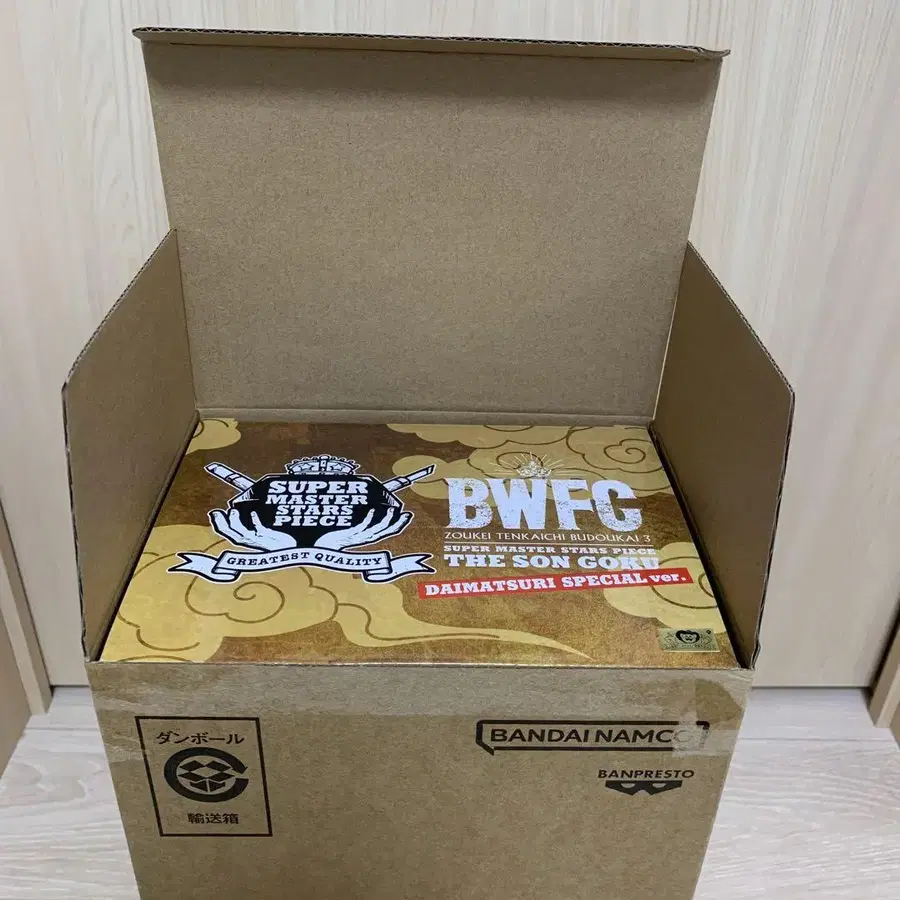 SUPER
MASTER
STARS
PIECE
GREATEST QUALITY
BWFC
ZOUKEI TENKAICHI BUDOUKAI 3
SUPER MASTER STARS PIECE
THE SON GOKU
DAIMATSURI SPECIAL ver.
ダンボール
輸送箱
BANDAI NAMCO
BANPRESTO